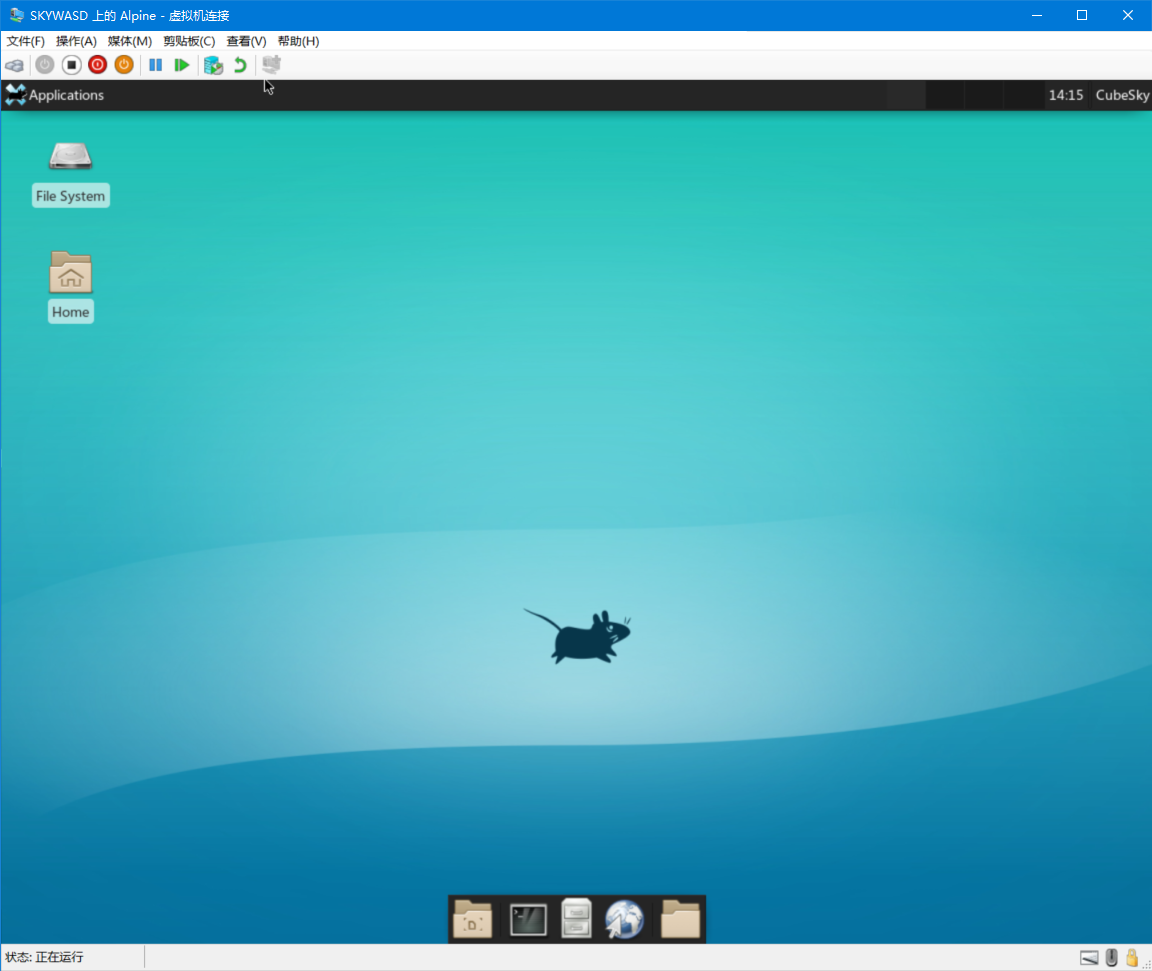 SKYWASD 上的 Alpine - 虚拟机连接
文件(F) 操作(A) 媒体(M) 剪贴板(C) 查看(V) 帮助(H)
Applications 14:15 CubeSky
File System
Home
状态: 正在运行